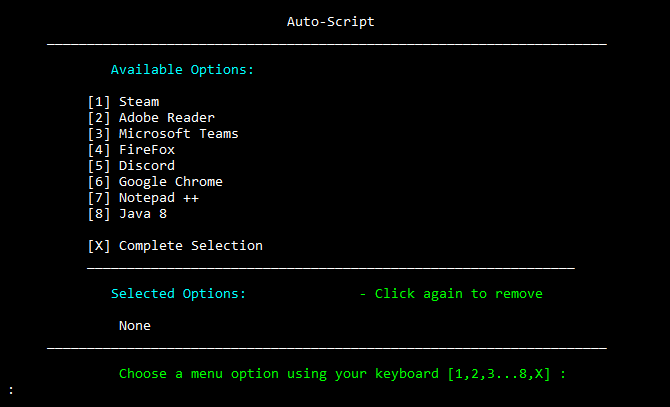 Auto-Script
Available Options:
[1] Steam
[2] Adobe Reader
[3] Microsoft Teams
[4] FireFox
[5] Discord
[6] Google Chrome
[7] Notepad ++
[8] Java 8
[X] Complete Selection
Selected Options: - Click again to remove
None
Choose a menu option using your keyboard [1,2,3...8,X] :
: